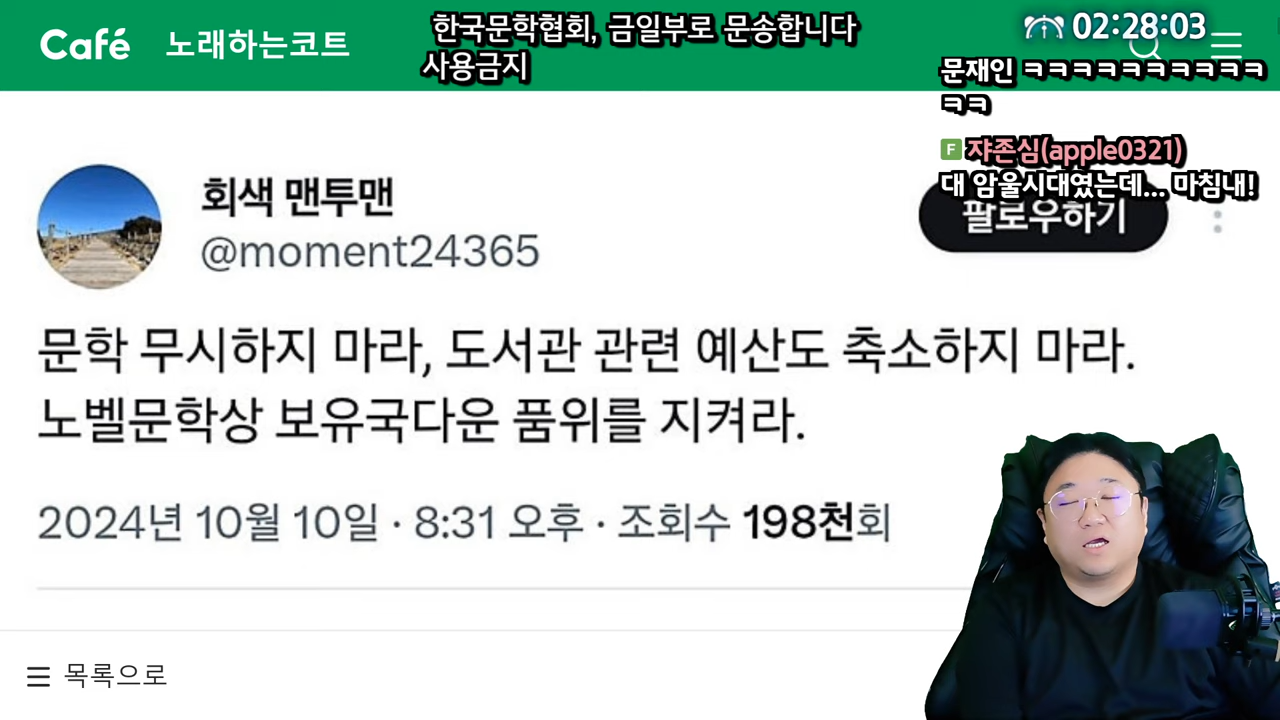 Café 노래하는코트
한국문학협회, 금일부로 문송합니다
사용금지
02:28:03
문재인 ㅋㅋㅋㅋㅋㅋㅋㅋㅋㅋ
ㅋㅋ
F 쟈존심(apple0321)
대 암울시대였는데... 마침내!
회색 맨투맨
@moment24365
팔로우하기
문학 무시하지 마라, 도서관 관련 예산도 축소하지 마라.
노벨문학상 보유국다운 품위를 지켜라.
2024년 10월 10일 · 8:31 오후 · 조회수 198천회
목록으로